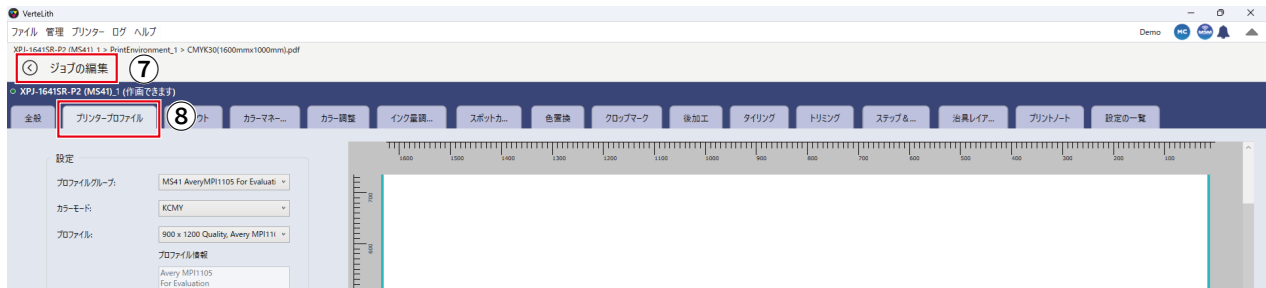 VerteLith
ファイル 管理 プリンター ログ ヘルプ
Demo MC MSM
XPJ-1641SR-P2 (MS41)_1 > PrintEnvironment_1 > CMYK30(1600mmx1000mm).pdf
ジョブの編集 ⑦
XPJ-1641SR-P2 (MS41)_1 (作画できます)
全般 プリンタープロファイル ⑧ ウト カラーマネー... カラー調整 インク量調... スポットカ... 色置換 クロップマーク 後加工 タイリング トリミング ステップ &... 治具レイア... プリントノート 設定の一覧
設定
1600 1500 1400 1300 1200 1100 1000 900 800 700 600 500 400 300 200 100
プロファイルグループ: MS41 AveryMPI1105 For Evaluati
700
カラーモード: KCMY
プロファイル: 900 x 1200 Quality, Avery MPI11
600
プロファイル情報
Avery MPI1105
For Evaluation